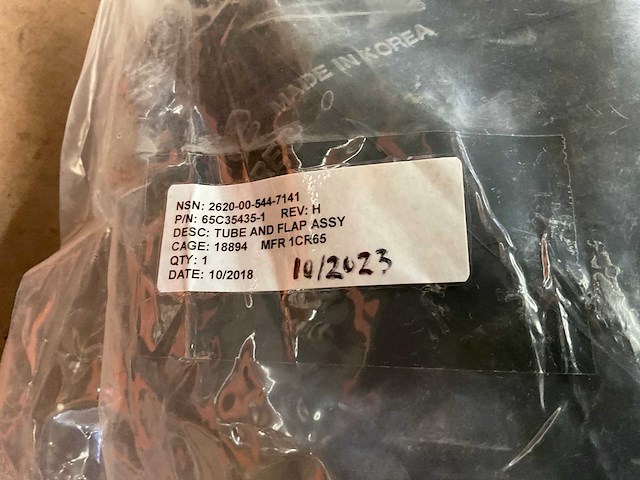 MADE IN KOREA
NSN: 2620-00-544-7141
P/N: 65C35435-1 REV: H
DESC: TUBE AND FLAP ASSY
CAGE: 18894 MFR 1CR65
QTY: 1
DATE: 10/2018 10/2023